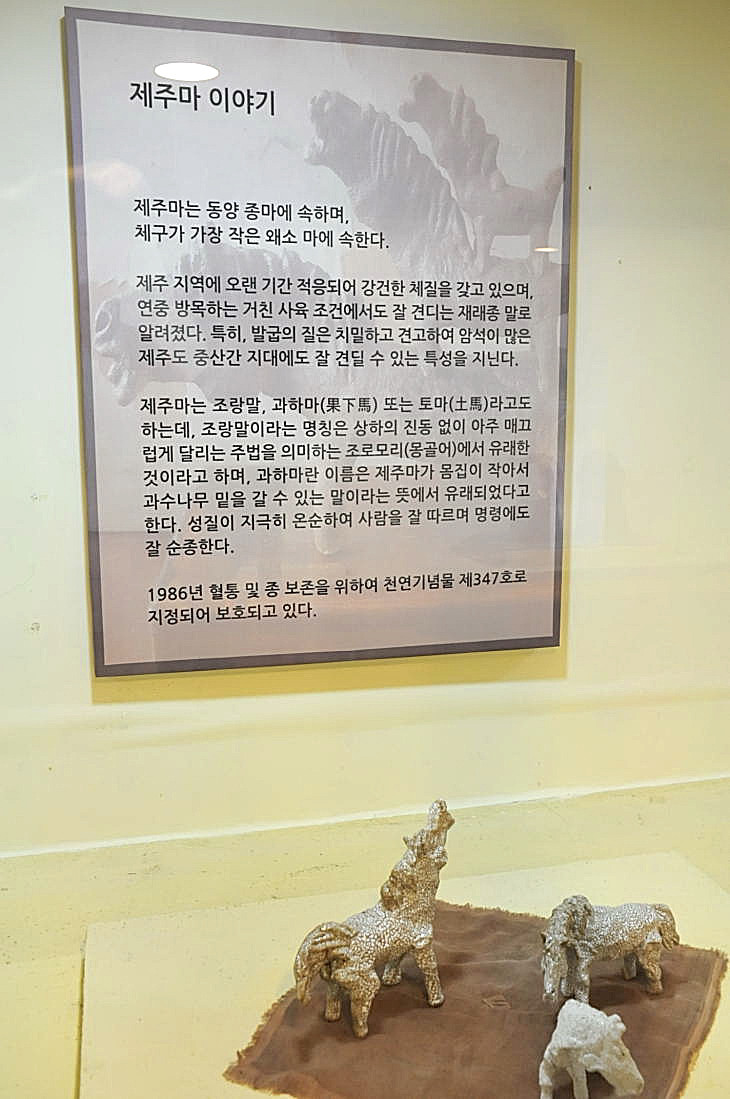 제주마 이야기
제주마는 동양 종마에 속하며,
체구가 가장 작은 왜소 마에 속한다.
제주 지역에 오랜 기간 적응되어 강건한 체질을 갖고 있으며,
연중 방목하는 거친 사육 조건에서도 잘 견디는 재래종 말로
알려졌다. 특히, 발굽의 질은 치밀하고 견고하여 암석이 많은
제주도 중산간 지대에도 잘 견딜 수 있는 특성을 지닌다.
제주마는 조랑말, 과하마(果下馬) 또는 토마(土馬)라고도
하는데, 조랑말이라는 명칭은 상하의 진동 없이 아주 매끄
럽게 달리는 주법을 의미하는 조로모리(몽골어)에서 유래한
것이라고 하며, 과하마란 이름은 제주마가 몸집이 작아서
과수나무 밑을 갈 수 있는 말이라는 뜻에서 유래되었다고
한다. 성질이 지극히 온순하여 사람을 잘 따르며 명령에도
잘 순종한다.
1986년 혈통 및 종 보존을 위하여 천연기념물 제347호로
지정되어 보호되고 있다.